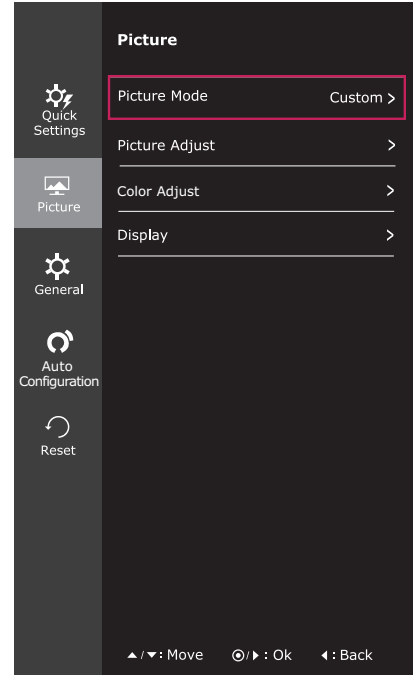 Picture
Quick
Settings
Picture
General
Auto
Configuration
Reset
Picture Mode Custom >
Picture Adjust >
Color Adjust >
Display >
▲/▼: Move ◉/▶ : Ok ◀ : Back